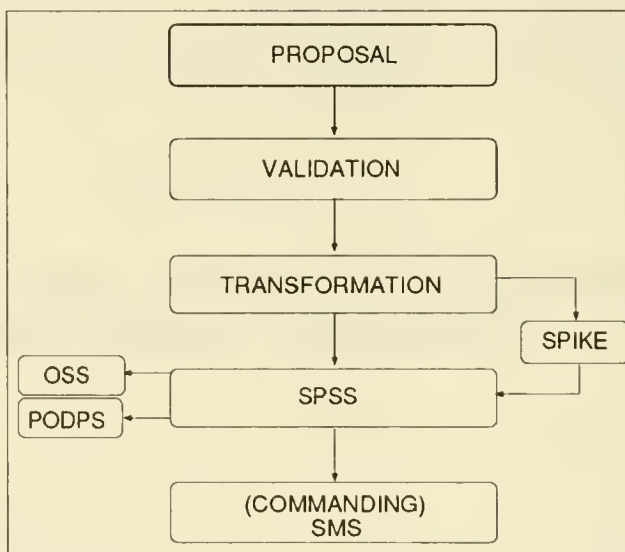 PROPOSAL
VALIDATION
TRANSFORMATION
SPIKE
OSS
SPSS
PODPS
(COMMANDING)
SMS